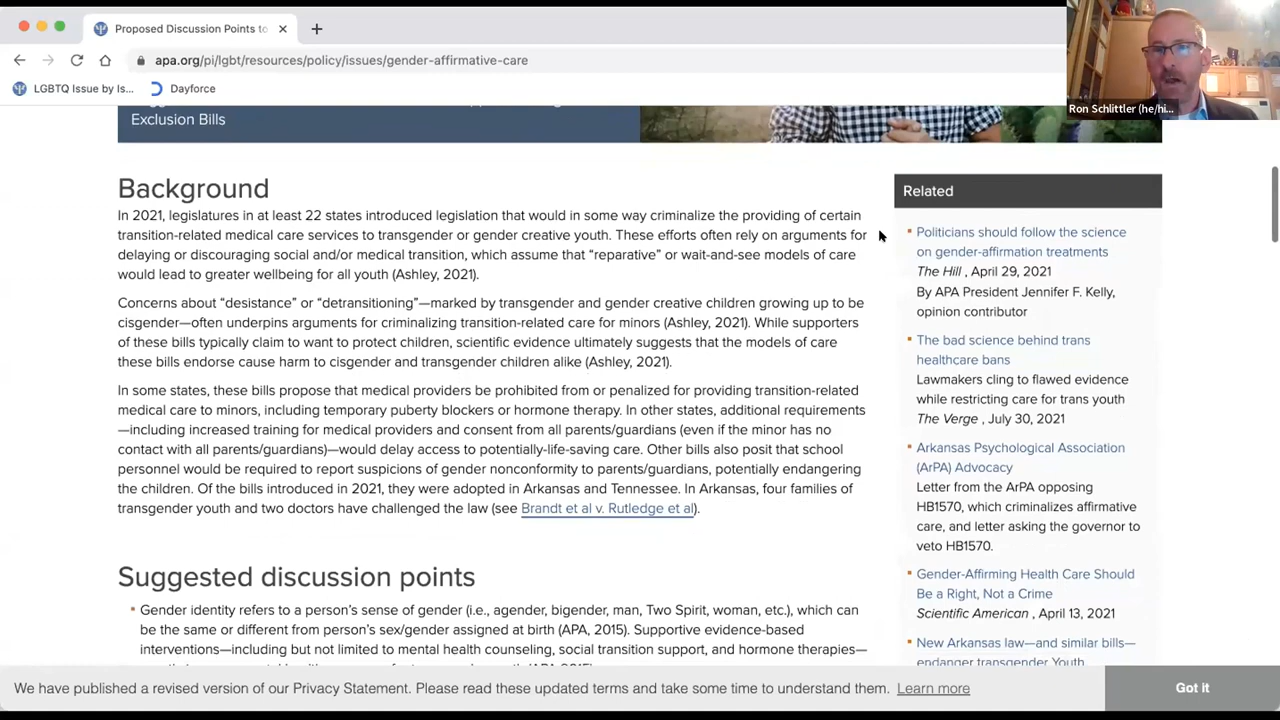 Proposed Discussion Points to
apa.org/pi/lgbt/resources/policy/issues/gender-affirmative-care
LGBTQ Issue by Is...
Dayforce
Ron Schlittler (he/hi...
Exclusion Bills
Background
In 2021, legislatures in at least 22 states introduced legislation that would in some way criminalize the providing of certain
transition-related medical care services to transgender or gender creative youth. These efforts often rely on arguments for
delaying or discouraging social and/or medical transition, which assume that “reparative” or wait-and-see models of care
would lead to greater wellbeing for all youth (Ashley, 2021).
Concerns about “desistance” or “detransitioning”—marked by transgender and gender creative children growing up to be
cisgender—often underpins arguments for criminalizing transition-related care for minors (Ashley, 2021). While supporters
of these bills typically claim to want to protect children, scientific evidence ultimately suggests that the models of care
these bills endorse cause harm to cisgender and transgender children alike (Ashley, 2021).
In some states, these bills propose that medical providers be prohibited from or penalized for providing transition-related
medical care to minors, including temporary puberty blockers or hormone therapy. In other states, additional requirements
—including increased training for medical providers and consent from all parents/guardians (even if the minor has no
contact with all parents/guardians)—would delay access to potentially-life-saving care. Other bills also posit that school
personnel would be required to report suspicions of gender nonconformity to parents/guardians, potentially endangering
the children. Of the bills introduced in 2021, they were adopted in Arkansas and Tennessee. In Arkansas, four families of
transgender youth and two doctors have challenged the law (see Brandt et al v. Rutledge et al).
Suggested discussion points
Gender identity refers to a person’s sense of gender (i.e., agender, bigender, man, Two Spirit, woman, etc.), which can
be the same or different from person’s sex/gender assigned at birth (APA, 2015). Supportive evidence-based
interventions—including but not limited to mental health counseling, social transition support, and hormone therapies—
Related
Politicians should follow the science
on gender-affirmation treatments
The Hill , April 29, 2021
By APA President Jennifer F. Kelly,
opinion contributor
The bad science behind trans
healthcare bans
Lawmakers cling to flawed evidence
while restricting care for trans youth
The Verge , July 30, 2021
Arkansas Psychological Association
(ArPA) Advocacy
Letter from the ArPA opposing
HB1570, which criminalizes affirmative
care, and letter asking the governor to
veto HB1570.
Gender-Affirming Health Care Should
Be a Right, Not a Crime
Scientific American , April 13, 2021
New Arkansas law—and similar bills—
endanger transgender Youth
We have published a revised version of our Privacy Statement. Please read these updated terms and take some time to understand them. Learn more
Got it